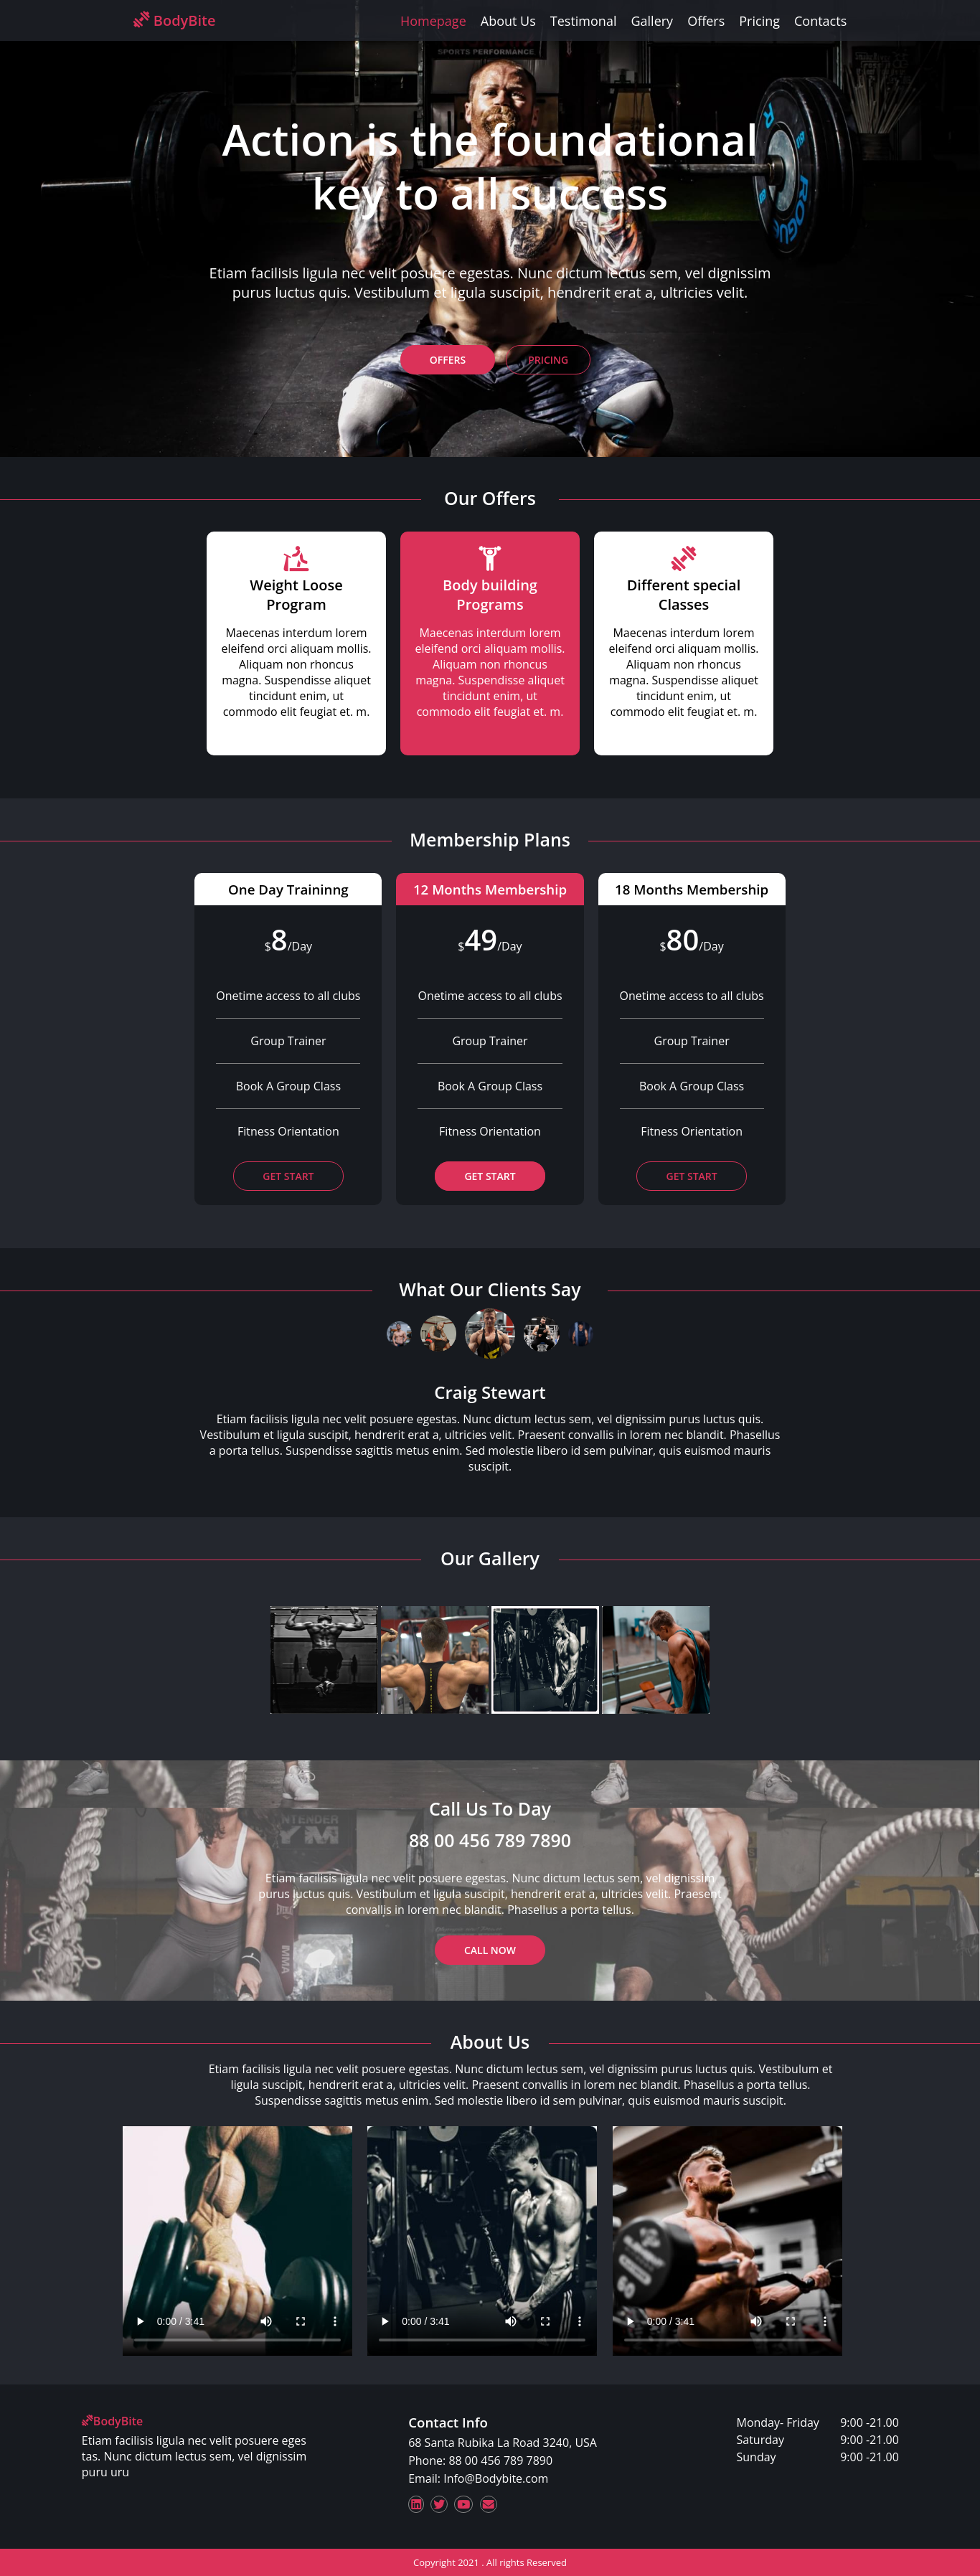 BodyBite
Homepage About Us Testimonal Gallery Offers Pricing Contacts
SPORTS PERFORMANCE
Action is the foundational
key to all success
Etiam facilisis ligula nec velit posuere egestas. Nunc dictum lectus sem, vel dignissim
purus luctus quis. Vestibulum et ligula suscipit, hendrerit erat a, ultricies velit.
OFFERS
PRICING
Our Offers
Weight Loose
Program
Maecenas interdum lorem
eleifend orci aliquam mollis.
Aliquam non rhoncus
magna. Suspendisse aliquet
tincidunt enim, ut
commodo elit feugiat et. m.
Body building
Programs
Maecenas interdum lorem
eleifend orci aliquam mollis.
Aliquam non rhoncus
magna. Suspendisse aliquet
tincidunt enim, ut
commodo elit feugiat et. m.
Different special
Classes
Maecenas interdum lorem
eleifend orci aliquam mollis.
Aliquam non rhoncus
magna. Suspendisse aliquet
tincidunt enim, ut
commodo elit feugiat et. m.
Membership Plans
One Day Traininng
$8/Day
Onetime access to all clubs
Group Trainer
Book A Group Class
Fitness Orientation
GET START
12 Months Membership
$49/Day
Onetime access to all clubs
Group Trainer
Book A Group Class
Fitness Orientation
GET START
18 Months Membership
$80/Day
Onetime access to all clubs
Group Trainer
Book A Group Class
Fitness Orientation
GET START
What Our Clients Say
Craig Stewart
Etiam facilisis ligula nec velit posuere egestas. Nunc dictum lectus sem, vel dignissim purus luctus quis.
Vestibulum et ligula suscipit, hendrerit erat a, ultricies velit. Praesent convallis in lorem nec blandit. Phasellus
a porta tellus. Suspendisse sagittis metus enim. Sed molestie libero id sem pulvinar, quis euismod mauris
suscipit.
Our Gallery
Call Us To Day
88 00 456 789 7890
Etiam facilisis ligula nec velit posuere egestas. Nunc dictum lectus sem, vel dignissim
purus luctus quis. Vestibulum et ligula suscipit, hendrerit erat a, ultricies velit. Praesent
convallis in lorem nec blandit. Phasellus a porta tellus.
CALL NOW
About Us
Etiam facilisis ligula nec velit posuere egestas. Nunc dictum lectus sem, vel dignissim purus luctus quis. Vestibulum et
ligula suscipit, hendrerit erat a, ultricies velit. Praesent convallis in lorem nec blandit. Phasellus a porta tellus.
Suspendisse sagittis metus enim. Sed molestie libero id sem pulvinar, quis euismod mauris suscipit.
0:00 / 3:41
0:00 / 3:41
0:00 / 3:41
BodyBite
Etiam facilisis ligula nec velit posuere eges
tas. Nunc dictum lectus sem, vel dignissim
puru uru
Contact Info
68 Santa Rubika La Road 3240, USA
Phone: 88 00 456 789 7890
Email: Info@Bodybite.com
Monday- Friday 9:00 -21.00
Saturday 9:00 -21.00
Sunday 9:00 -21.00
Copyright 2021 . All rights Reserved